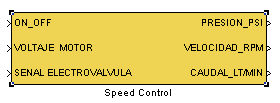 ON_OFF PRESION_PSI
VOLTAJE MOTOR VELOCIDAD_RPM
SENAL ELECTROVALVULA CAUDAL_LT/MIN
Speed Control